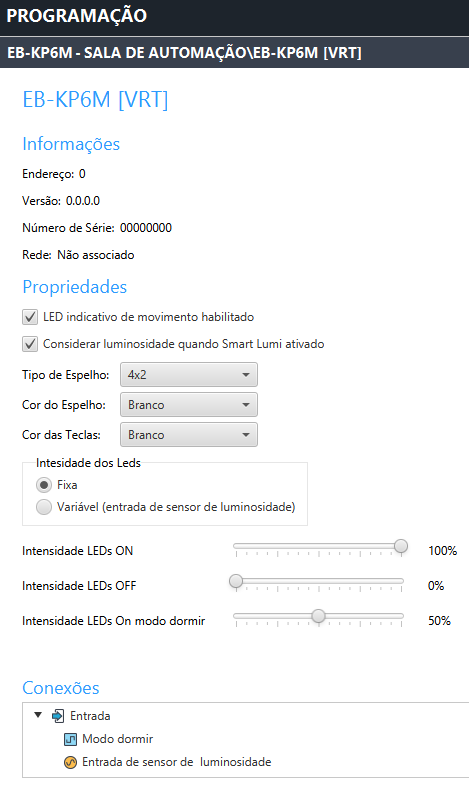 PROGRAMAÇÃO
EB-KP6M - SALA DE AUTOMAÇÃO\EB-KP6M [VRT]
EB-KP6M [VRT]
Informações
Endereço: 0
Versão: 0.0.0.0
Número de Série: 00000000
Rede: Não associado
Propriedades
LED indicativo de movimento habilitado
Considerar luminosidade quando Smart Lumi ativado
Tipo de Espelho: 4x2
Cor do Espelho: Branco
Cor das Teclas: Branco
Intesidade dos Leds
Fixa
Variável (entrada de sensor de luminosidade)
Intensidade LEDs ON 100%
Intensidade LEDs OFF 0%
Intensidade LEDs On modo dormir 50%
Conexões
Entrada
Modo dormir
Entrada de sensor de luminosidade